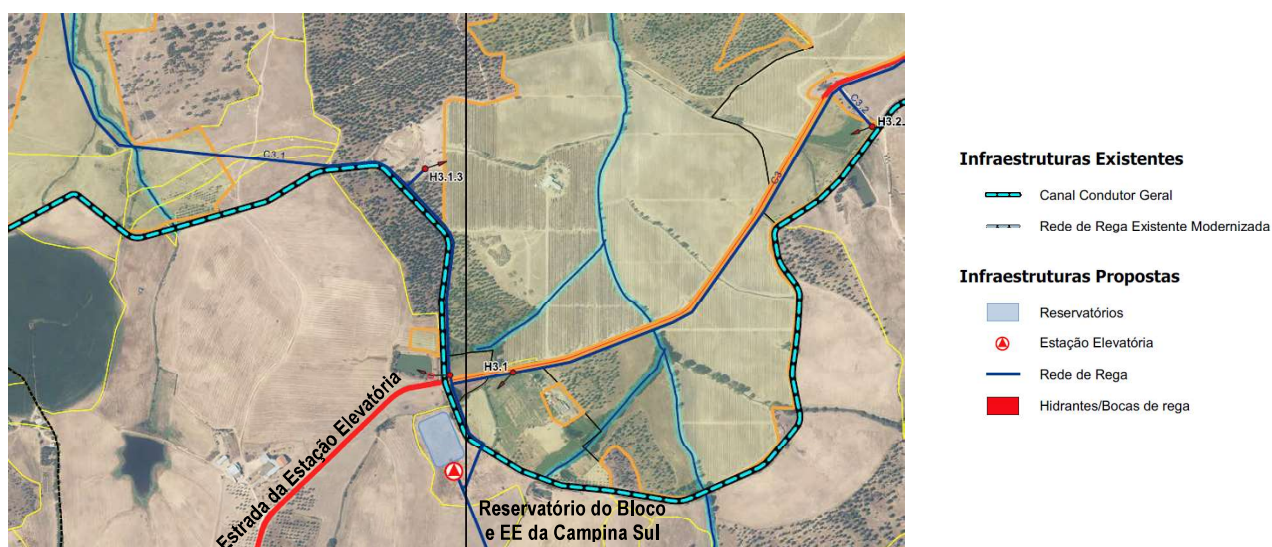 C3.1
H3.1.3
C3.2
H3.2.
C3
H3.1
Estrada da Estação Elevatória
Reservatório do Bloco
e EE da Campina Sul
Infraestruturas Existentes
Canal Condutor Geral
Rede de Rega Existente Modernizada
Infraestruturas Propostas
Reservatórios
Estação Elevatória
Rede de Rega
Hidrantes/Bocas de rega